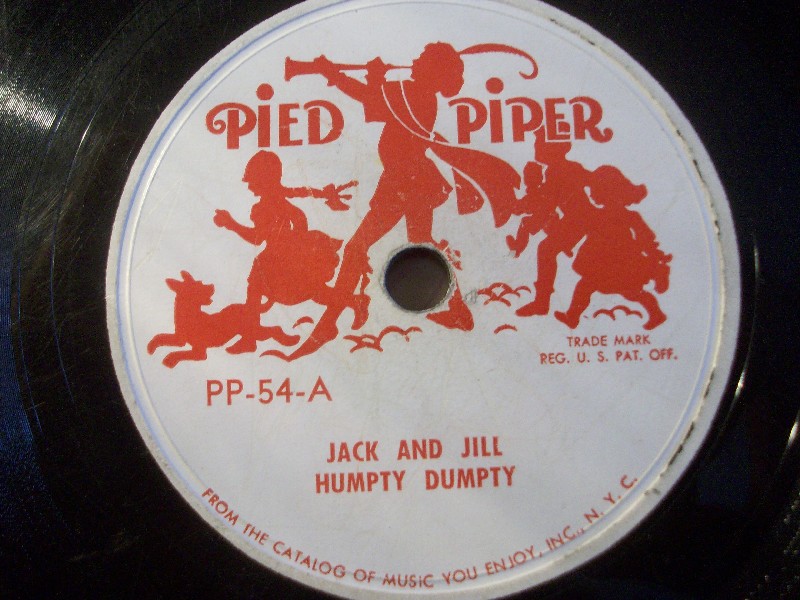 PiED PiPER
TRADE MARK
REG. U. S. PAT. OFF.
PP-54-A
JACK AND JILL
HUMPTY DUMPTY
FROM THE CATALOG OF MUSIC YOU ENJOY, INC., N. Y. C.